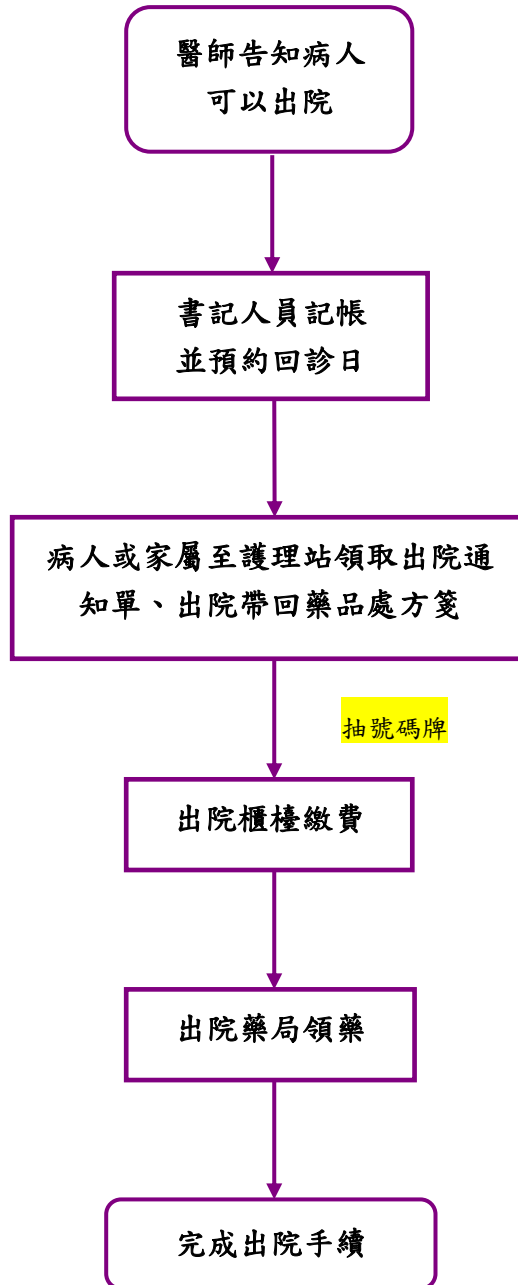 醫師告知病人
可以出院
書記人員記帳
並預約回診日
病人或家屬至護理站領取出院通
知單、出院帶回藥品處方箋
抽號碼牌
出院櫃檯繳費
出院藥局領藥
完成出院手續